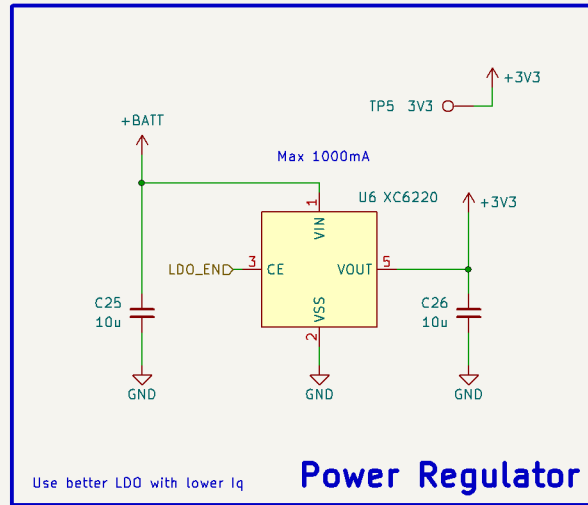 +3V3
TP5 3V3
+BATT
Max 1000mA
U6 XC6220
+3V3
1
VIN
LDO_EN
3
CE
VOUT
5
C25
10u
VSS
2
C26
10u
GND
GND
GND
Use better LDO with lower Iq
Power Regulator